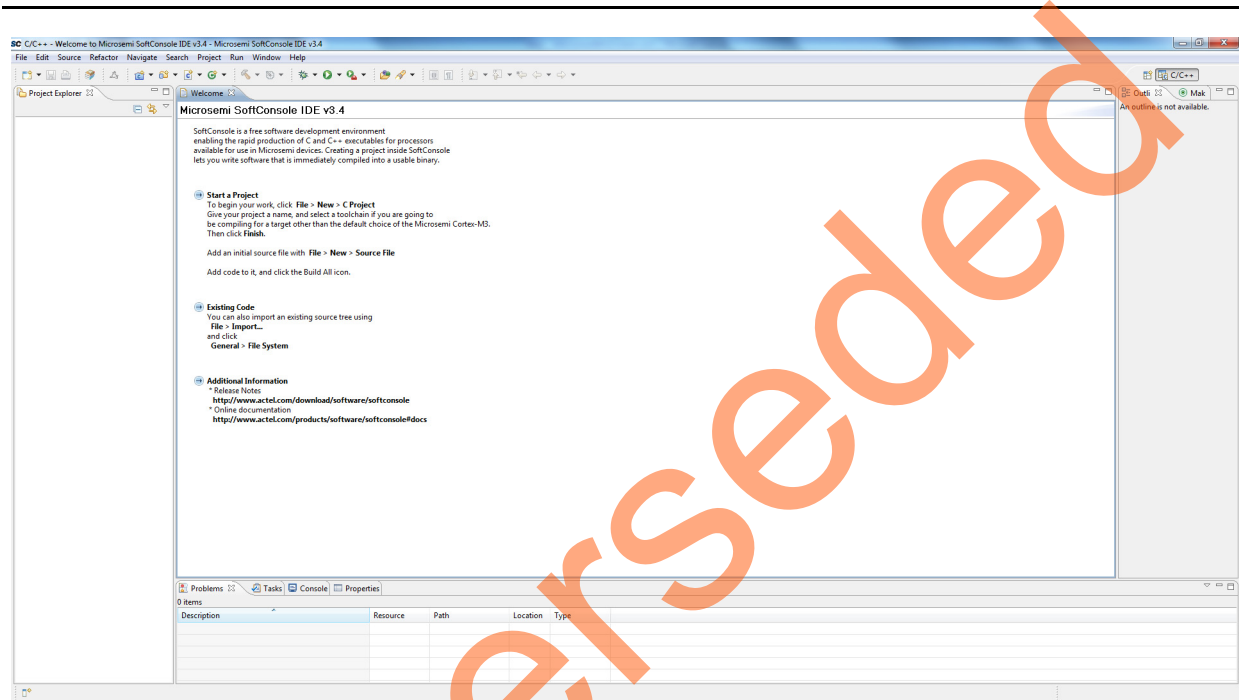 SC C/C++ - Welcome to Microsemi SoftConsole IDE v3.4 - Microsemi SoftConsole IDE v3.4
File Edit Source Refactor Navigate Search Project Run Window Help
C/C++
Project Explorer
Welcome
Outli
Mak
Microsemi SoftConsole IDE v3.4
An outline is not available.
SoftConsole is a free software development environment
enabling the rapid production of C and C++ executables for processors
available for use in Microsemi devices. Creating a project inside SoftConsole
lets you write software that is immediately compiled into a usable binary.
Start a Project
To begin your work, click File > New > C Project
Give your project a name, and select a toolchain if you are going to
be compiling for a target other than the default choice of the Microsemi Cortex-M3.
Then click Finish.
Add an initial source file with File > New > Source File
Add code to it, and click the Build All icon.
Existing Code
You can also import an existing source tree using
File > Import...
and click
General > File System
Additional Information
* Release Notes
http://www.actel.com/download/software/softconsole
* Online documentation
http://www.actel.com/products/software/softconsole#docs
Problems Tasks Console Properties
0 items
Description Resource Path Location Type
erseded